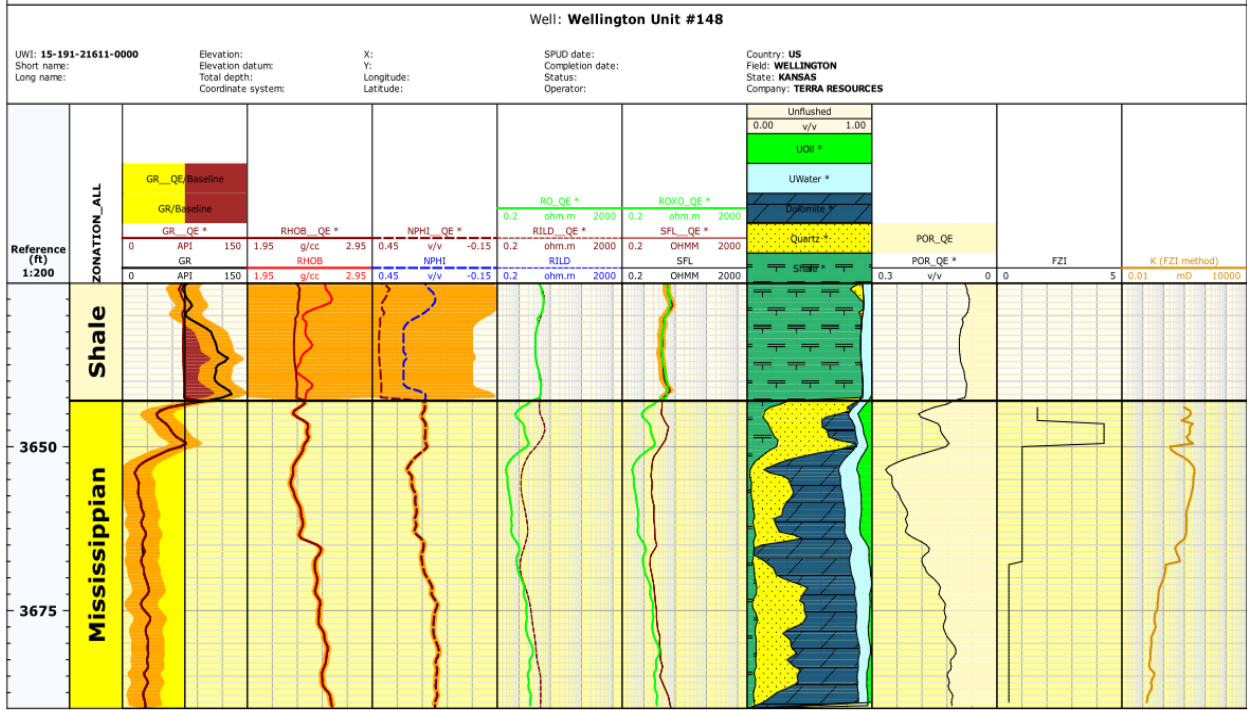 Well: Wellington Unit #148
UWI: 15-191-21611-0000
Short name:
Long name:
Elevation:
Elevation datum:
Total depth:
Coordinate system:
X:
Y:
Longitude:
Latitude:
SPUD date:
Completion date:
Status:
Operator:
Country: US
Field: WELLINGTON
State: KANSAS
Company: TERRA RESOURCES
Reference
(ft)
1:200
ZONATION_ALL
GR__QE/Baseline
GR/Baseline
GR__QE *
0 API 150
GR
0 API 150
RHOB__QE *
1.95 g/cc 2.95
RHOB
1.95 g/cc 2.95
NPHI__QE *
0.45 v/v -0.15
NPHI
0.45 v/v -0.15
RO_QE *
0.2 ohm.m 2000
RILD__QE *
0.2 ohm.m 2000
RILD
0.2 ohm.m 2000
ROXO_QE *
0.2 ohm.m 2000
SFL_QE *
0.2 OHMM 2000
SFL
0.2 OHMM 2000
Unflushed
0.00 v/v 1.00
UOil *
UWater *
Dolomite *
Quartz *
Shale *
POR_QE
POR_QE *
0.3 v/v 0
FZI
0 5
K (FZI method)
0.01 mD 10000
Shale
Mississippian
3650
3675